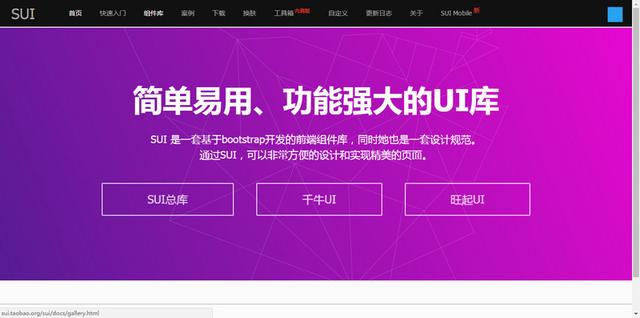 SUI 首页 快速入门 组件库 案例 下载 换肤 工具箱 内测版 自定义 更新日志 关于 SUI Mobile 新
简单易用、功能强大的UI库
SUI 是一套基于bootstrap开发的前端组件库，同时她也是一套设计规范。
通过SUI，可以非常方便的设计和实现精美的页面。
SUI总库 千牛UI 旺起UI
sui.taobao.org/sui/docs/gallery.html